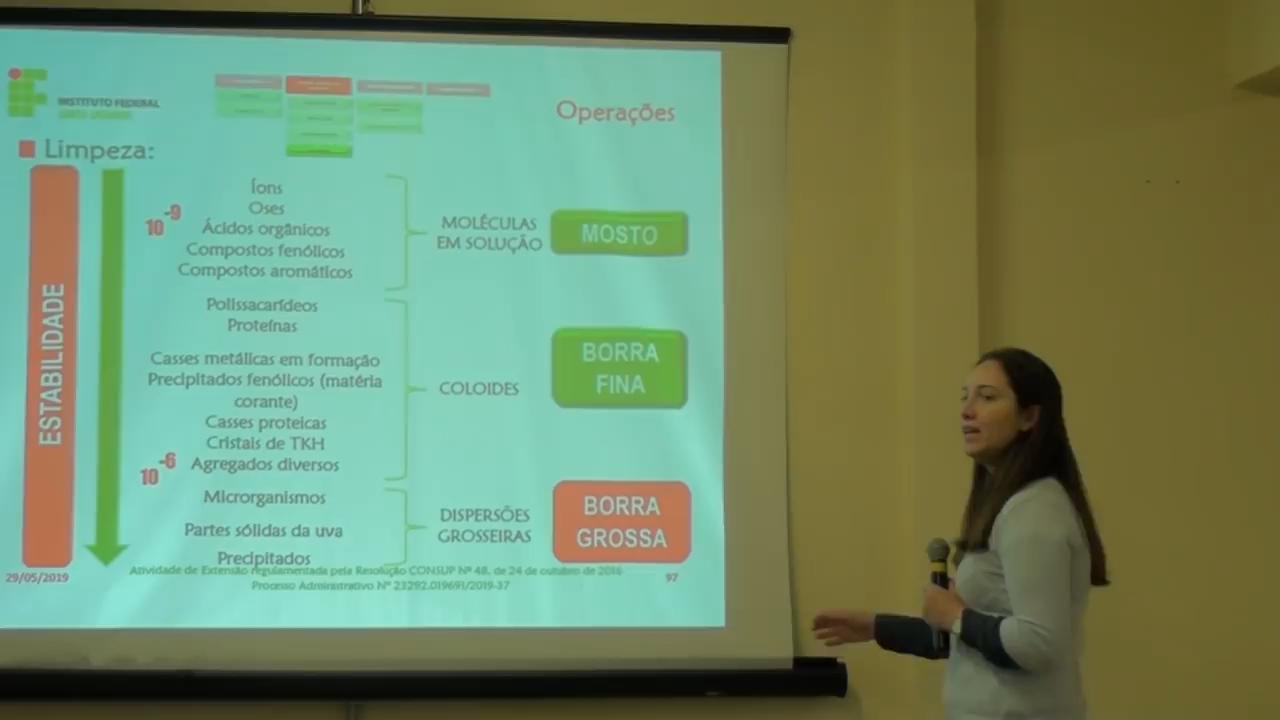 INSTITUTO FEDERAL
Operações
Limpeza:
ESTABILIDADE
10⁻⁹
Íons
Oses
Ácidos orgânicos
Compostos fenólicos
Compostos aromáticos
MOLÉCULAS
EM SOLUÇÃO
MOSTO
Polissacarídeos
Proteínas
Casses metálicas em formação
Precipitados fenólicos (matéria
corante)
Casses proteicas
Cristais de TKH
Agregados diversos
10⁻⁶
COLOIDES
BORRA
FINA
Microrganismos
Partes sólidas da uva
Precipitados
DISPERSÕES
GROSSEIRAS
BORRA
GROSSA
29/05/2019
Atividade de Extensão regulamentada pela Resolução CONSUP Nº 48, de 24 de outubro de 2016
Processo Administrativo Nº 23292.019691/2019-37
97